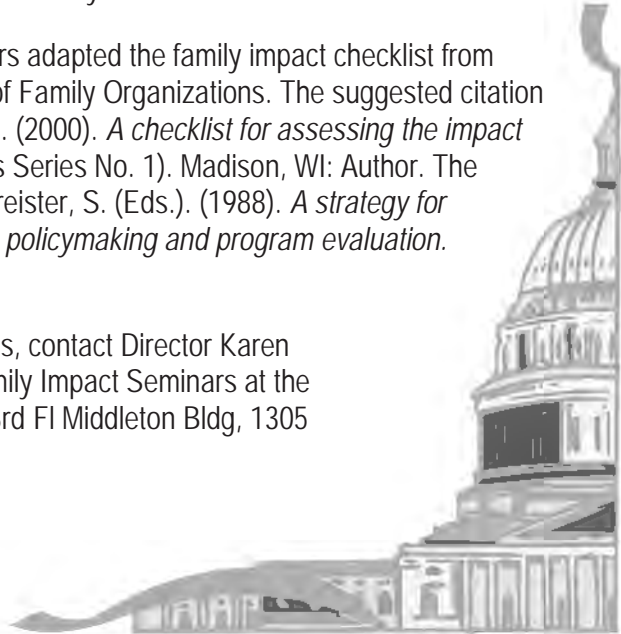 rs adapted the family impact checklist from
of Family Organizations. The suggested citation
. (2000). A checklist for assessing the impact
s Series No. 1). Madison, WI: Author. The
reister, S. (Eds.). (1988). A strategy for
policymaking and program evaluation.
s, contact Director Karen
ily Impact Seminars at the
rd Fl Middleton Bldg, 1305